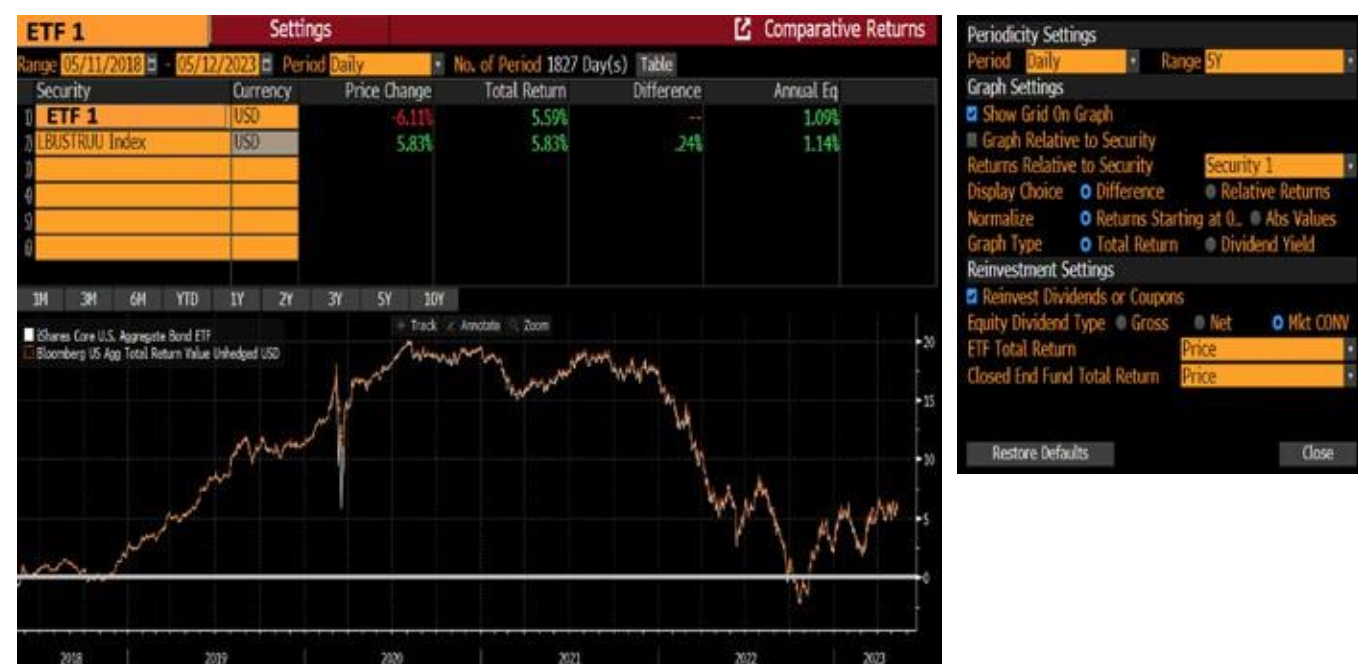 ETF 1 Settings Comparative Returns
Range 05/11/2018 - 05/12/2023 Period Daily No. of Period 1827 Day(s) Table
Security Currency Price Change Total Return Difference Annual Eq
1) ETF 1 USD -6.11% 5.59% -- 1.09%
2) LBUSTRUU Index USD 5.83% 5.83% .24% 1.14%
1M 3M 6M YTD 1Y 2Y 3Y 5Y 10Y
Track Annotate Zoom
iShares Core U.S. Aggregate Bond ETF
Bloomberg US Agg Total Return Value Unhedged USD
20
15
10
5
0
2018 2019 2020 2021 2022 2023
Periodicity Settings
Period Daily Range 5Y
Graph Settings
Show Grid On Graph
Graph Relative to Security
Returns Relative to Security Security 1
Display Choice Difference Relative Returns
Normalize Returns Starting at 0.. Abs Values
Graph Type Total Return Dividend Yield
Reinvestment Settings
Reinvest Dividends or Coupons
Equity Dividend Type Gross Net Mkt CONV
ETF Total Return Price
Closed End Fund Total Return Price
Restore Defaults Close